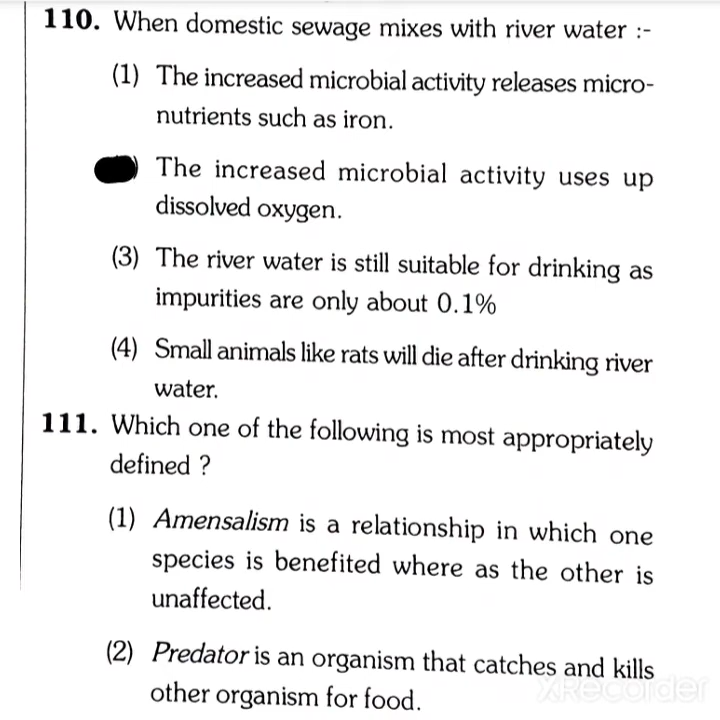 110. When domestic sewage mixes with river water :-
(1) The increased microbial activity releases micro-
nutrients such as iron.
) The increased microbial activity uses up
dissolved oxygen.
(3) The river water is still suitable for drinking as
impurities are only about 0.1%
(4) Small animals like rats will die after drinking river
water.
111. Which one of the following is most appropriately
defined ?
(1) Amensalism is a relationship in which one
species is benefited where as the other is
unaffected.
(2) Predator is an organism that catches and kills
other organism for food.
XRecorder